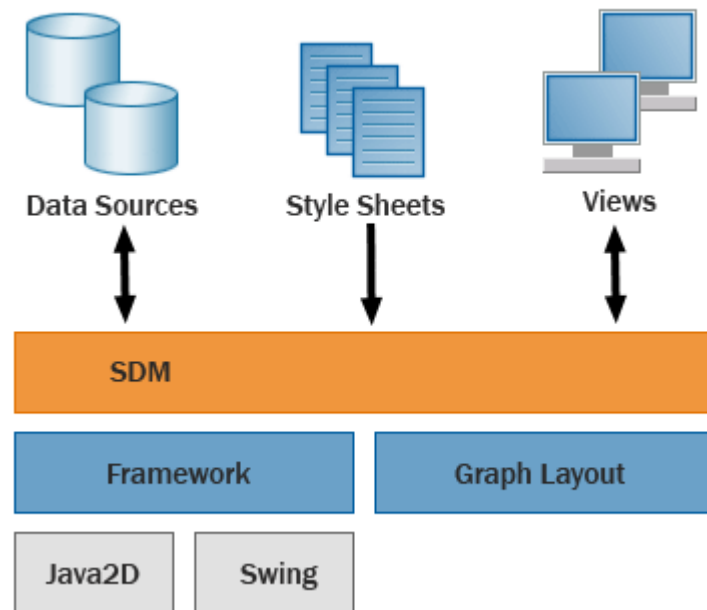 Data Sources
Style Sheets
Views
SDM
Framework
Graph Layout
Java2D
Swing